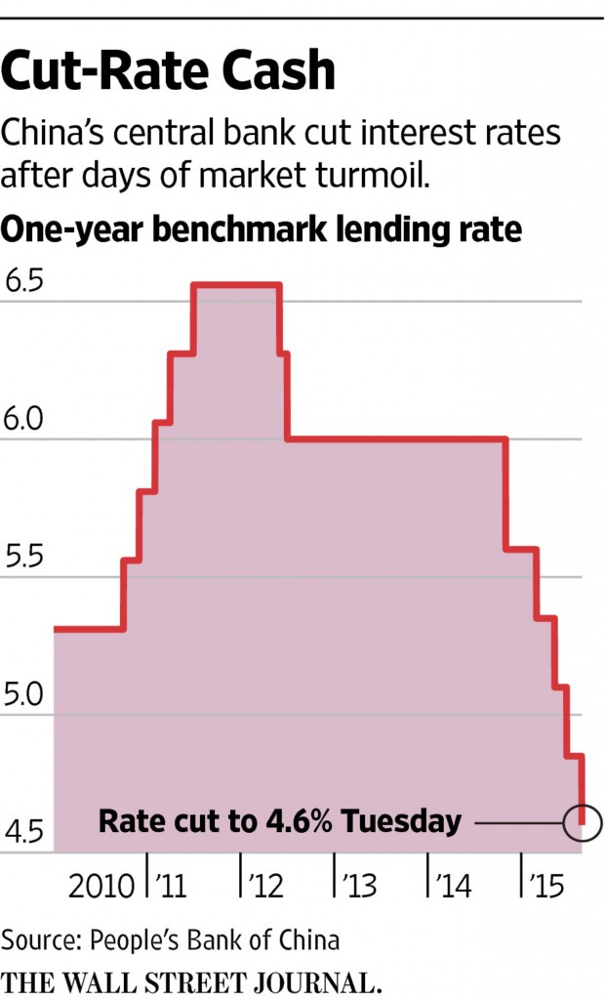 Cut-Rate Cash
China’s central bank cut interest rates
after days of market turmoil.
One-year benchmark lending rate
6.5
6.0
5.5
5.0
4.5
Rate cut to 4.6% Tuesday
2010 ’11 ’12 ’13 ’14 ’15
Source: People’s Bank of China
THE WALL STREET JOURNAL.